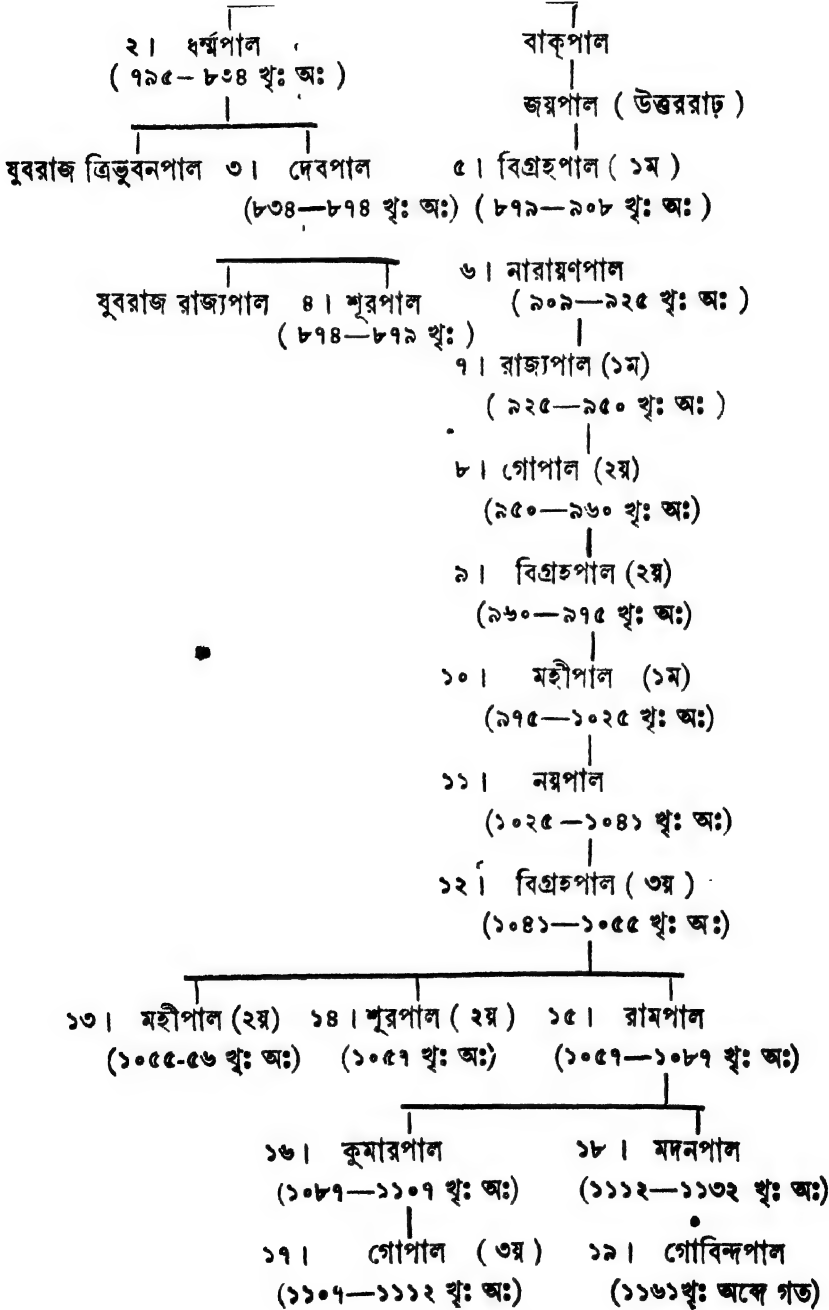 ২। ধর্ম্মপাল বাক্‌পাল
( ৭৯৫– ৮৩৪ খৃঃ অঃ )
জয়পাল ( উত্তররাঢ় )
যুবরাজ ত্রিভুবনপাল ৩। দেবপাল ৫। বিগ্রহপাল ( ১ম )
(৮৩৪—৮৭৪ খৃঃ অঃ) ( ৮৭৯—৯০৮ খৃঃ অঃ )
৬। নারায়ণপাল
যুবরাজ রাজ্যপাল ৪। শূরপাল ( ৯০৯—৯২৫ খৃঃ অঃ )
( ৮৭৪—৮৭৯ খৃঃ )
৭। রাজ্যপাল (১ম)
( ৯২৫—৯৫০ খৃঃ অঃ )
৮। গোপাল (২য়)
(৯৫০—৯৬০ খৃঃ অঃ)
৯। বিগ্রহপাল (২য়)
(৯৬০—৯৭৫ খৃঃ অঃ)
১০। মহীপাল (১ম)
(৯৭৫—১০২৫ খৃঃ অঃ)
১১। নয়পাল
(১০২৫—১০৪১ খৃঃ অঃ)
১২। বিগ্রহপাল ( ৩য় )
(১০৪১—১০৫৫ খৃঃ অঃ)
১৩। মহীপাল (২য়) ১৪। শূরপাল ( ২য় ) ১৫। রামপাল
(১০৫৫-৫৬ খৃঃ অঃ) (১০৫৭ খৃঃ অঃ) (১০৫৭—১০৮৭ খৃঃ অঃ)
১৬। কুমারপাল ১৮। মদনপাল
(১০৮৭—১১০৭ খৃঃ অঃ) (১১১২—১১৩২ খৃঃ অঃ)
১৭। গোপাল ( ৩য় ) ১৯। গোবিন্দপাল
(১১০৭—১১১২ খৃঃ অঃ) (১১৬১খৃঃ অব্দে গত)